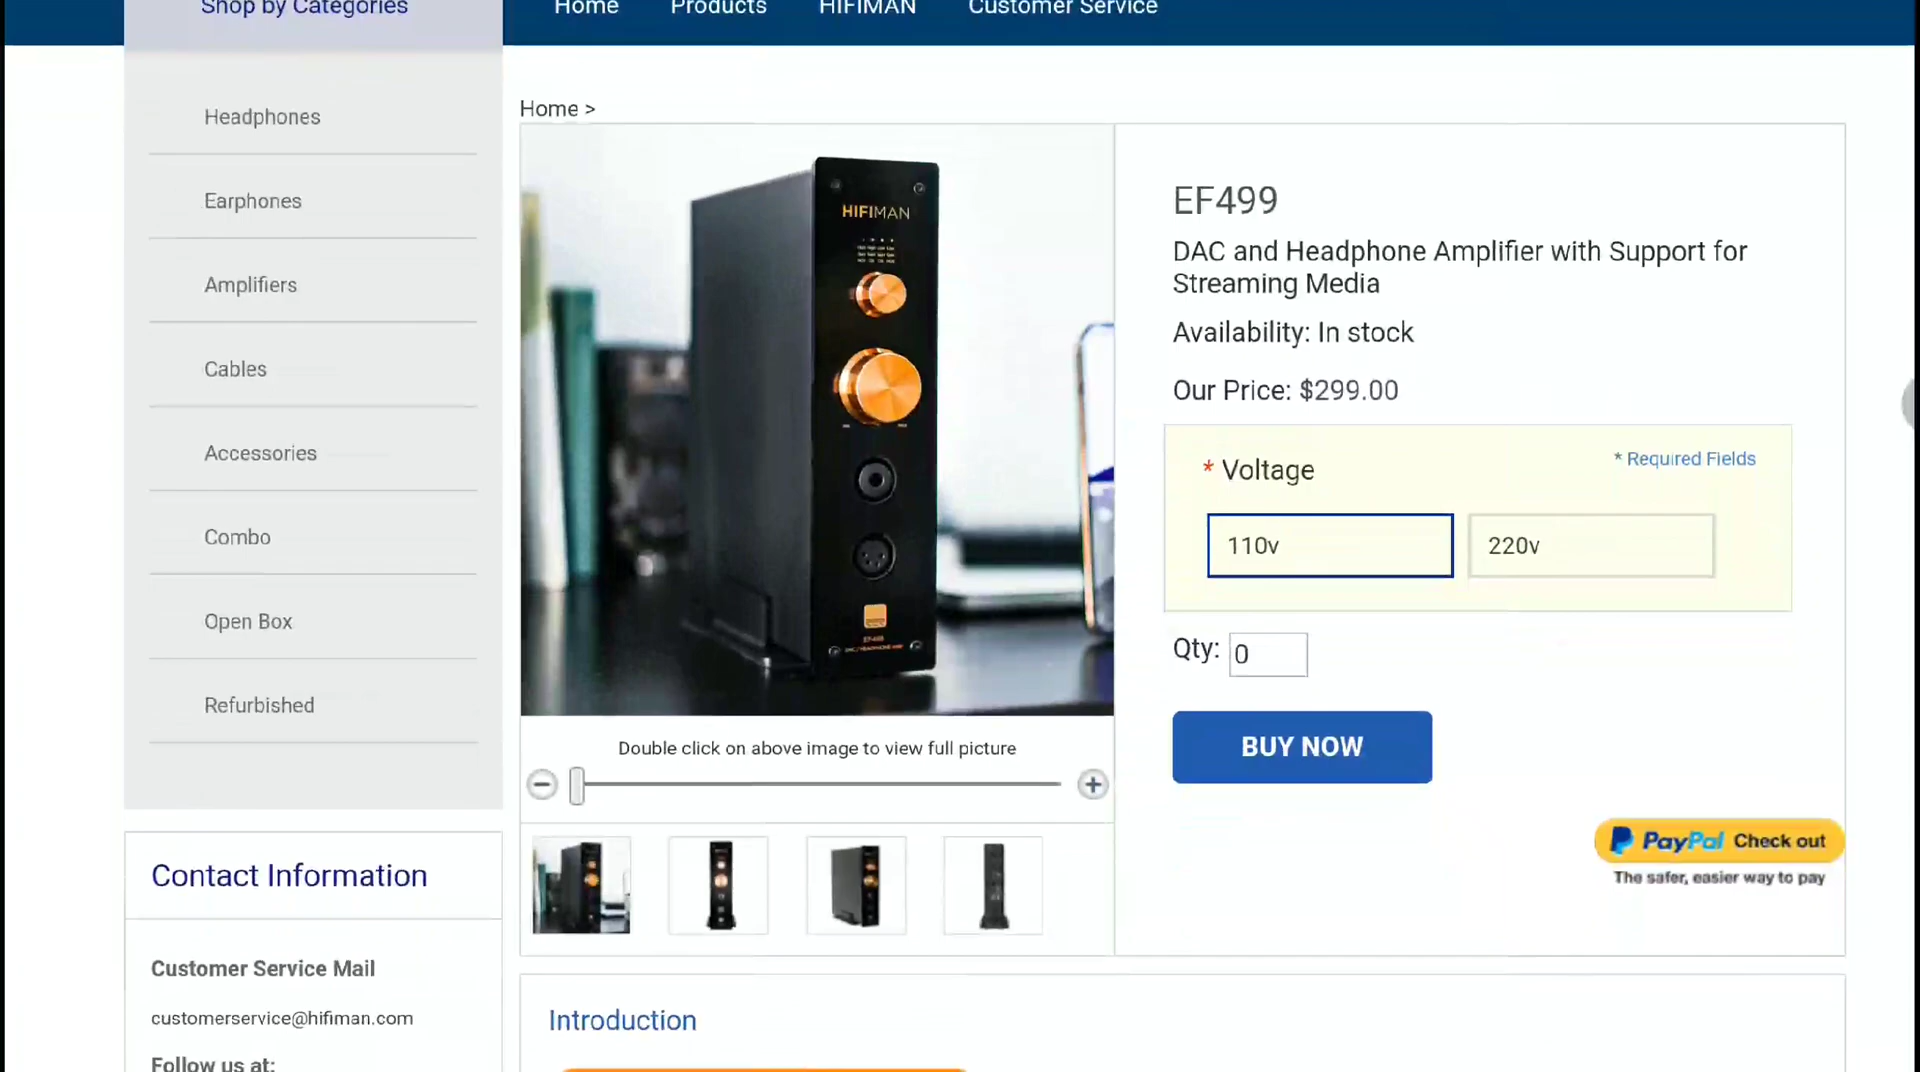 Shop by Categories
Home Products HIFIMAN Customer Service
Headphones
Earphones
Amplifiers
Cables
Accessories
Combo
Open Box
Refurbished
Contact Information
Customer Service Mail
customerservice@hifiman.com
Follow us at:
Home >
HIFIMAN
EF499
Double click on above image to view full picture
EF499
DAC and Headphone Amplifier with Support for
Streaming Media
Availability: In stock
Our Price: $299.00
* Voltage
* Required Fields
110v
220v
Qty: 0
BUY NOW
PayPal Check out
The safer, easier way to pay
Introduction